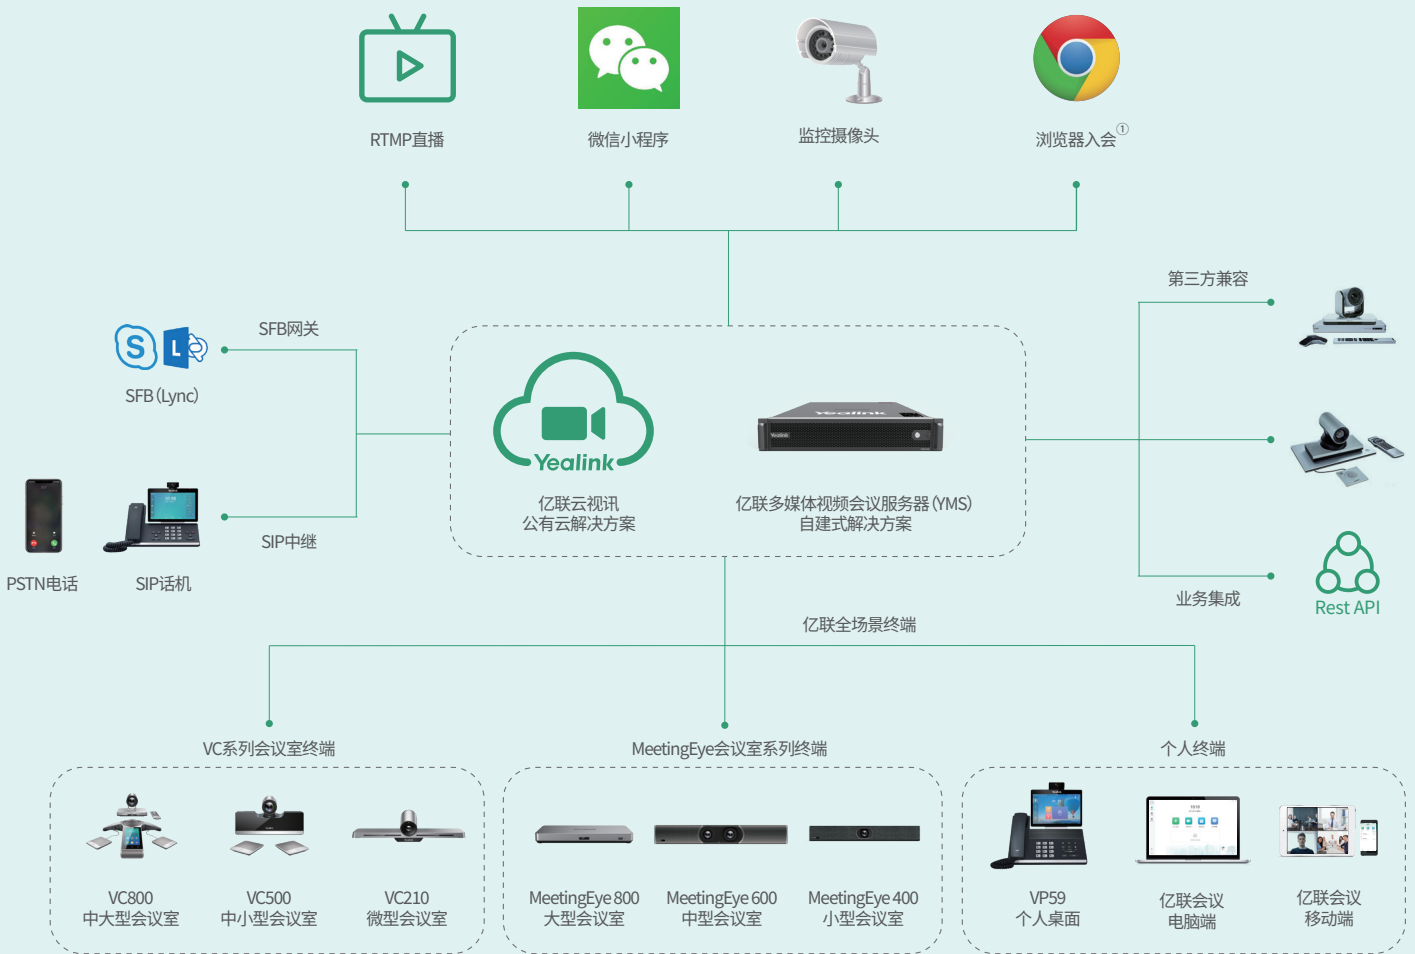 RTMP直播
微信小程序
监控摄像头
浏览器入会①
第三方兼容
SFB网关
SFB(Lync)
Yealink
Yealink
Yealink
亿联云视讯
公有云解决方案
亿联多媒体视频会议服务器(YMS)
自建式解决方案
SIP中继
PSTN电话
SIP话机
业务集成
Rest API
亿联全场景终端
VC系列会议室终端
MeetingEye会议室系列终端
个人终端
VC800
中大型会议室
VC500
中小型会议室
VC210
微型会议室
MeetingEye 800
大型会议室
MeetingEye 600
中型会议室
MeetingEye 400
小型会议室
VP59
个人桌面
亿联会议
电脑端
亿联会议
移动端